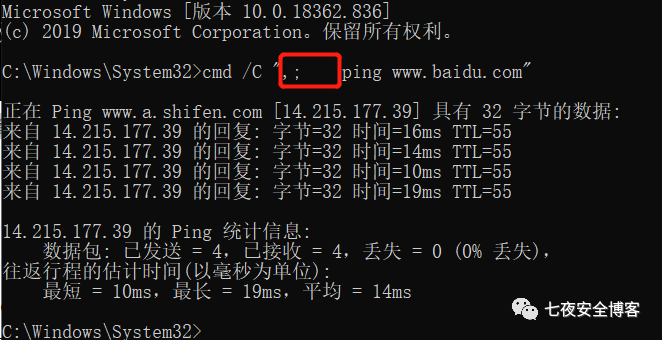 Microsoft Windows [版本 10.0.18362.836]
(c) 2019 Microsoft Corporation。保留所有权利。
C:\Windows\System32>cmd /C ",;    ping www.baidu.com"
正在 Ping www.a.shifen.com [14.215.177.39] 具有 32 字节的数据:
来自 14.215.177.39 的回复: 字节=32 时间=16ms TTL=55
来自 14.215.177.39 的回复: 字节=32 时间=14ms TTL=55
来自 14.215.177.39 的回复: 字节=32 时间=10ms TTL=55
来自 14.215.177.39 的回复: 字节=32 时间=19ms TTL=55
14.215.177.39 的 Ping 统计信息:
    数据包: 已发送 = 4，已接收 = 4，丢失 = 0 (0% 丢失)，
往返行程的估计时间(以毫秒为单位):
    最短 = 10ms，最长 = 19ms，平均 = 14ms
七夜安全博客
C:\Windows\System32>